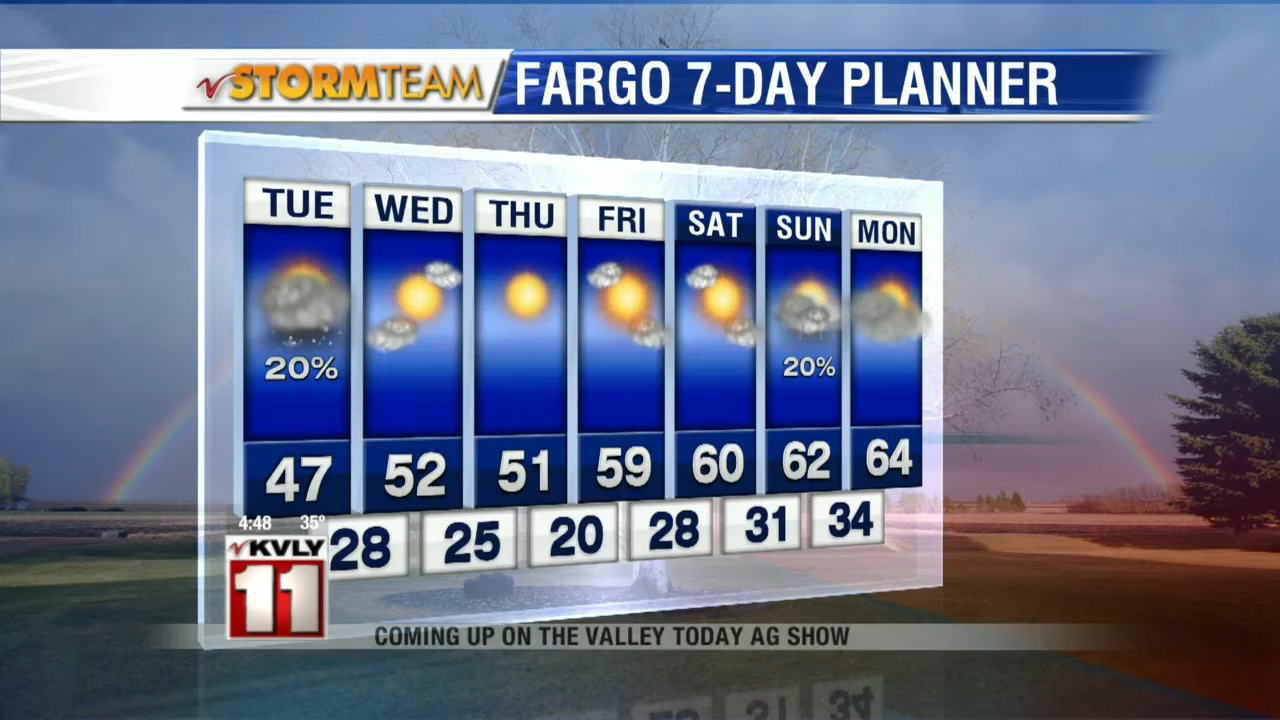 STORMTEAM FARGO 7-DAY PLANNER
TUE WED THU FRI SAT SUN MON
20% 20%
47 52 51 59 60 62 64
28 25 20 28 31 34
4:48 35°
KVLY
11
COMING UP ON THE VALLEY TODAY AG SHOW